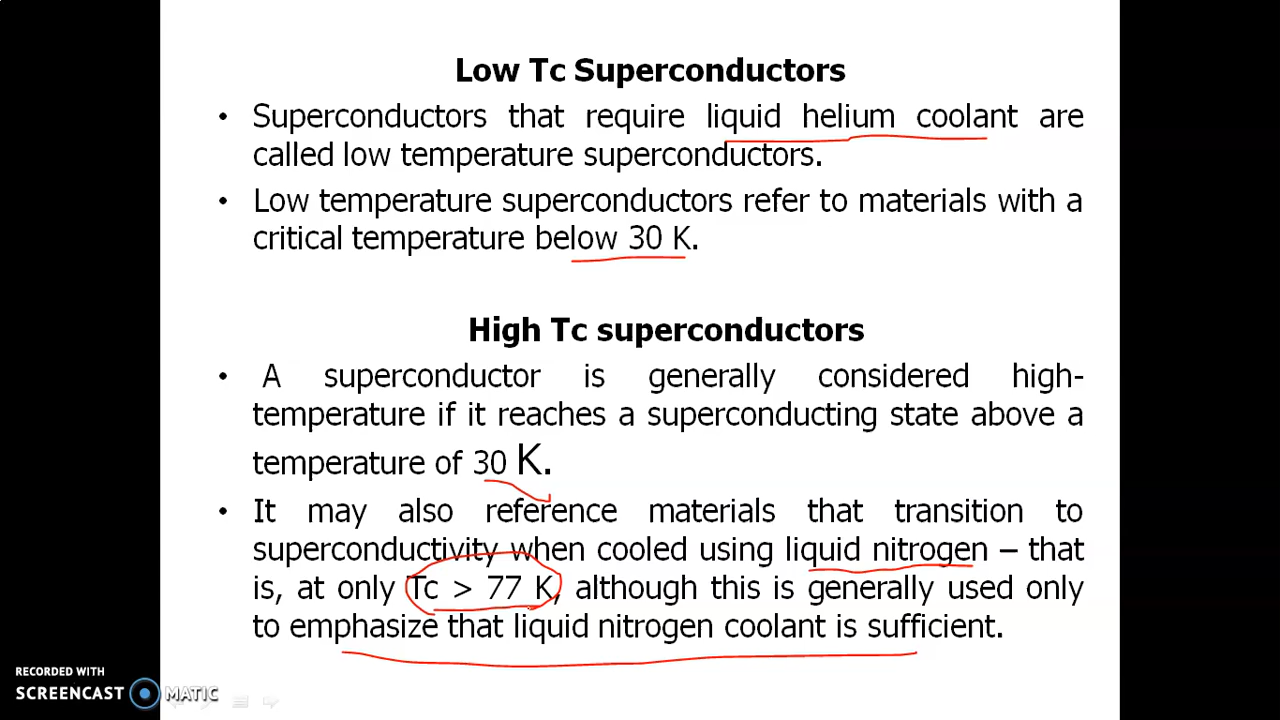 Low Tc Superconductors
• Superconductors that require liquid helium coolant are
called low temperature superconductors.
• Low temperature superconductors refer to materials with a
critical temperature below 30 K.
High Tc superconductors
• A superconductor is generally considered high-
temperature if it reaches a superconducting state above a
temperature of 30 K.
• It may also reference materials that transition to
superconductivity when cooled using liquid nitrogen – that
is, at only Tc > 77 K, although this is generally used only
to emphasize that liquid nitrogen coolant is sufficient.
RECORDED WITH
SCREENCAST MATIC